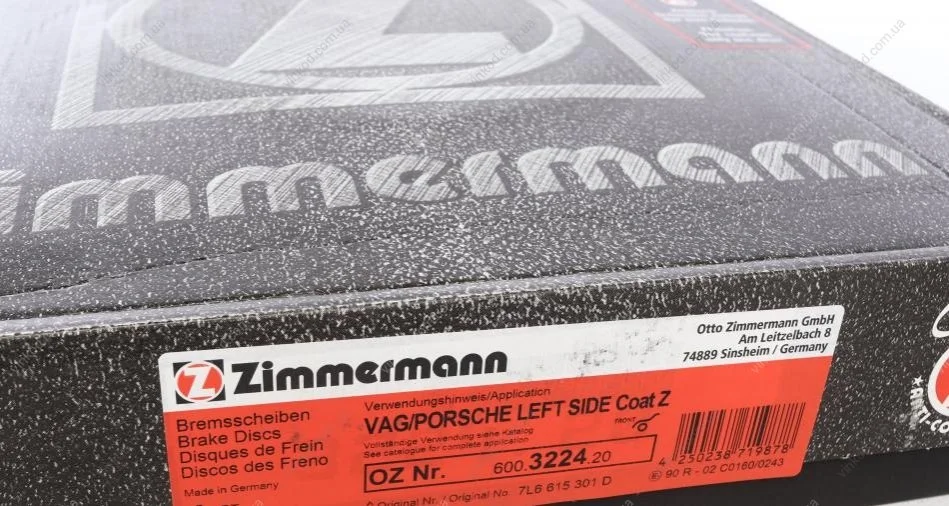 immermann
Zimmermann
Otto Zimmermann GmbH
Am Leitzelbach 8
74889 Sinsheim / Germany
Bremsscheiben
Brake Discs
Disques de Frein
Discos des Freno
Made in Germany
Verwendungshinweis/Application
VAG/PORSCHE LEFT SIDE Coat Z
Vollständige Verwendung siehe Katalog
See catalogue for complete application
FRONT
OZ Nr. 600.3224.20
Original Nr. / Original No. 7L6 615 301 D
4 250238 719878
90 R - 02 C0160/0243